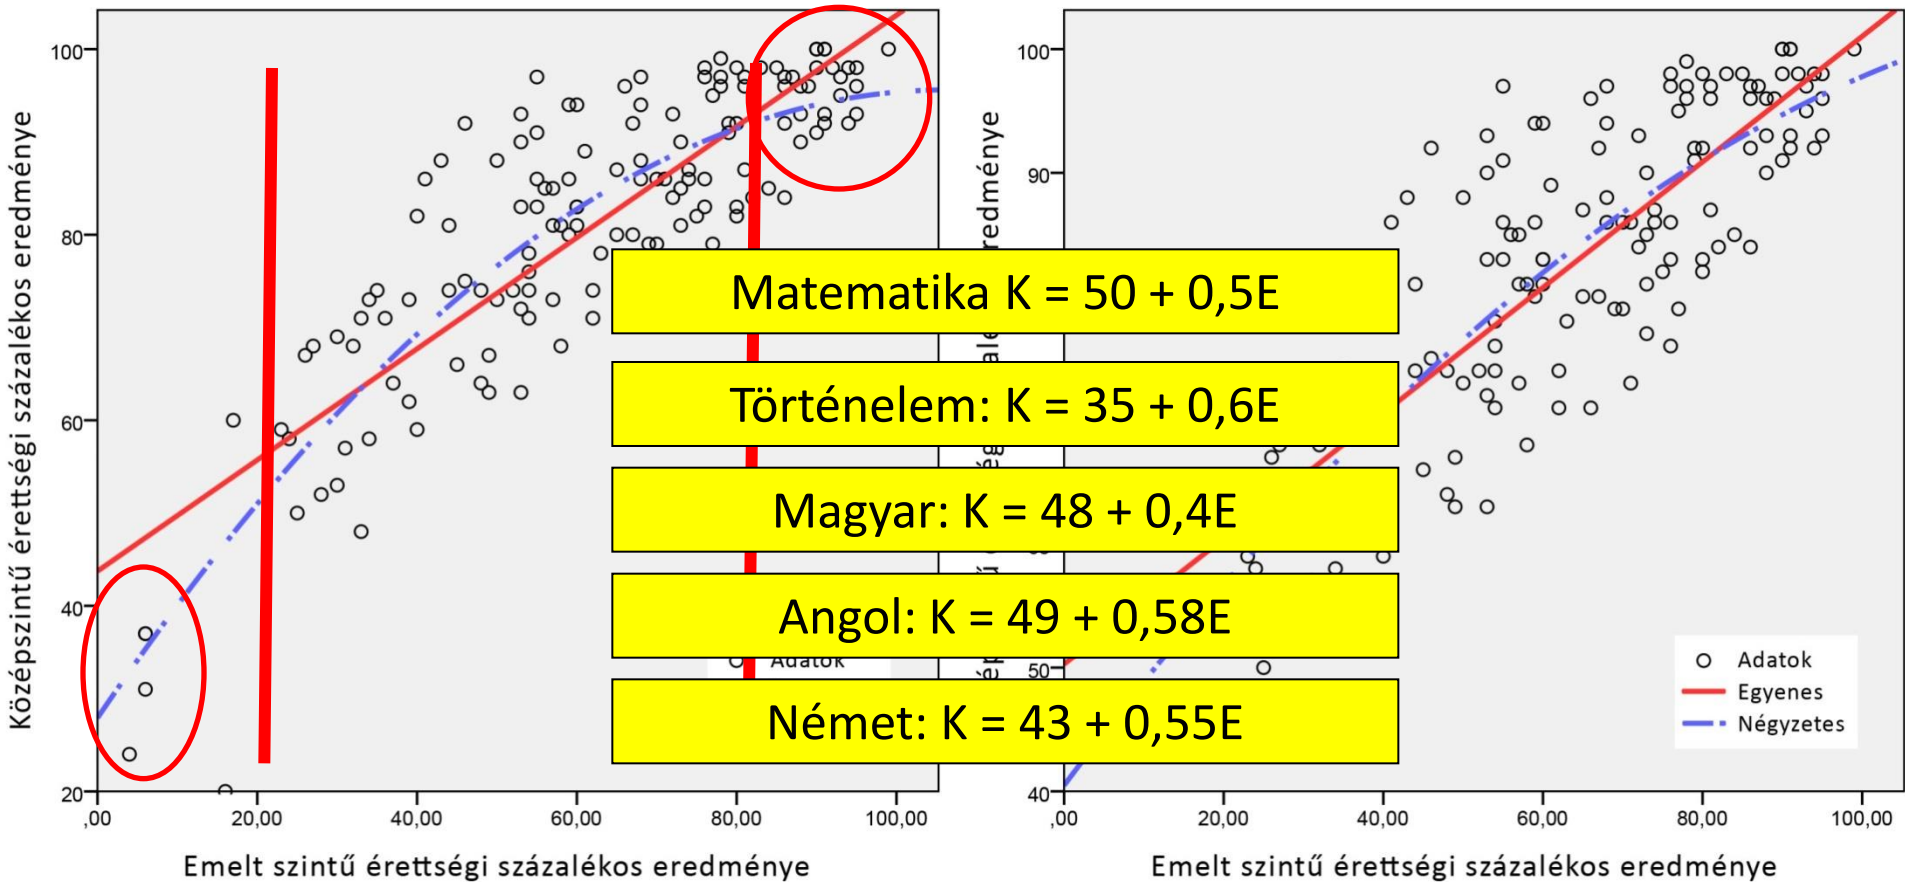 Középszintű érettségi százalékos eredménye
100
80
60
40
20
,00
20,00
40,00
60,00
80,00
100,00
Emelt szintű érettségi százalékos eredménye
Adatok
Matematika K = 50 + 0,5E
Történelem: K = 35 + 0,6E
Magyar: K = 48 + 0,4E
Angol: K = 49 + 0,58E
Német: K = 43 + 0,55E
100
90
50
40
,00
20,00
40,00
60,00
80,00
100,00
Emelt szintű érettségi százalékos eredménye
Adatok
Egyenes
Négyzetes